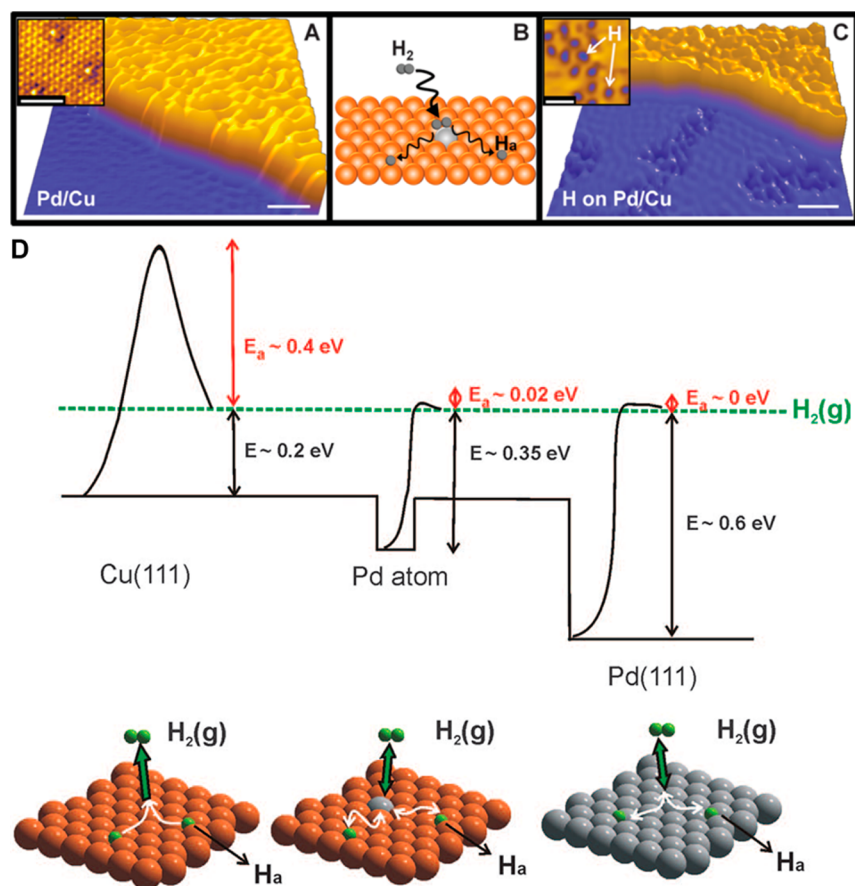 A
Pd/Cu
B
H₂
Hₐ
C
H
H on Pd/Cu
D
Eₐ ~ 0.4 eV
E ~ 0.2 eV
Eₐ ~ 0.02 eV
E ~ 0.35 eV
Eₐ ~ 0 eV
H₂(g)
E ~ 0.6 eV
Cu(111)
Pd atom
Pd(111)
H₂(g)
Hₐ
H₂(g)
Hₐ
H₂(g)
Hₐ